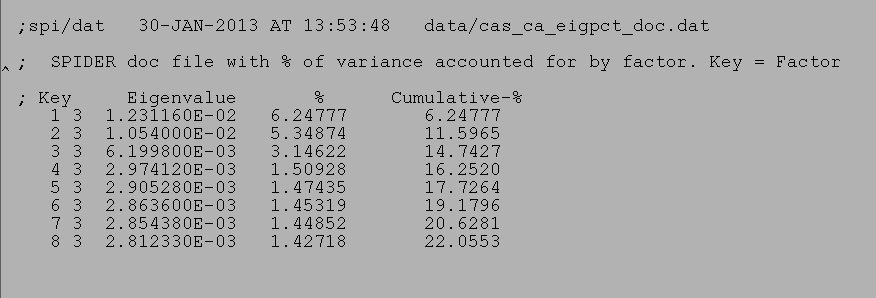 ;spi/dat   30-JAN-2013 AT 13:53:48   data/cas_ca_eigpct_doc.dat
^ ;  SPIDER doc file with % of variance accounted for by factor. Key = Factor
; Key     Eigenvalue       %      Cumulative-%
1 3  1.231160E-02   6.24777       6.24777
2 3  1.054000E-02   5.34874       11.5965
3 3  6.199800E-03   3.14622       14.7427
4 3  2.974120E-03   1.50928       16.2520
5 3  2.905280E-03   1.47435       17.7264
6 3  2.863600E-03   1.45319       19.1796
7 3  2.854380E-03   1.44852       20.6281
8 3  2.812330E-03   1.42718       22.0553